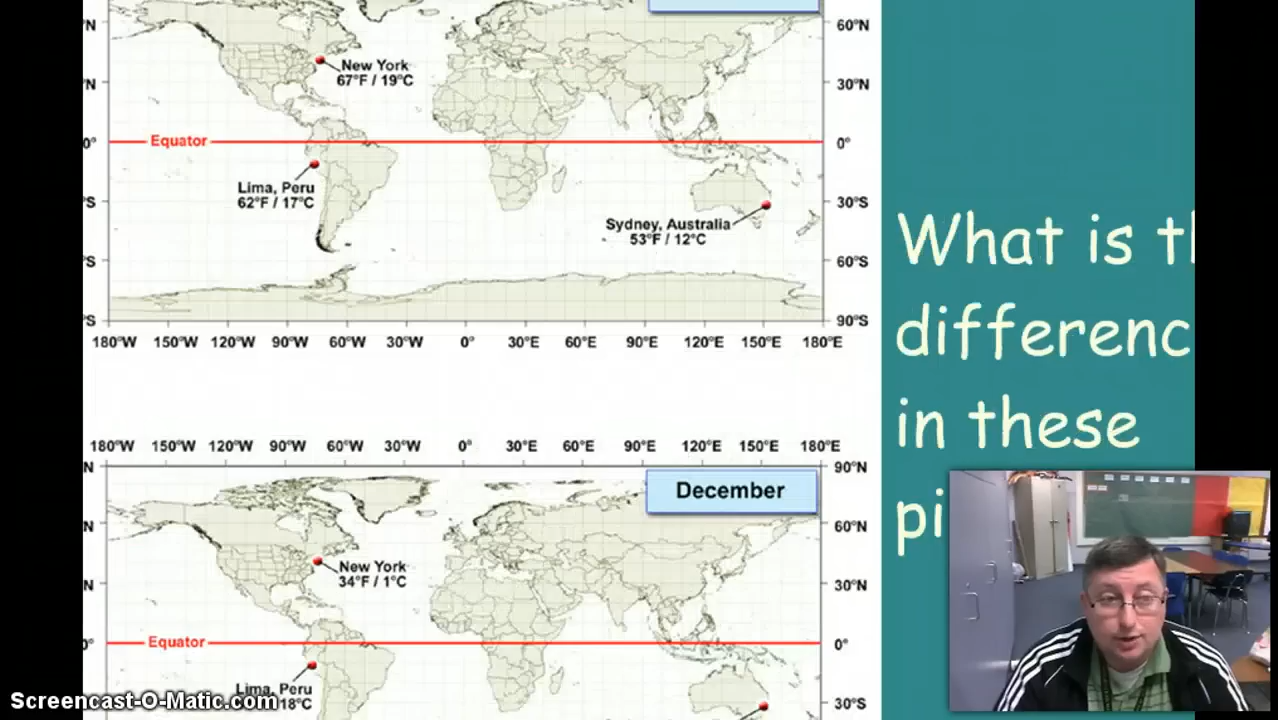 60°N
New York
67°F / 19°C
30°N
Equator
0°
Lima, Peru
62°F / 17°C
30°S
Sydney, Australia
53°F / 12°C
60°S
90°S
180°W 150°W 120°W 90°W 60°W 30°W 0° 30°E 60°E 90°E 120°E 150°E 180°E
180°W 150°W 120°W 90°W 60°W 30°W 0° 30°E 60°E 90°E 120°E 150°E 180°E
90°N
December
60°N
New York
34°F / 1°C
30°N
Equator
0°
Lima, Peru
18°C
30°S
What is th
differenc
in these
pi
Screencast-O-Matic.com